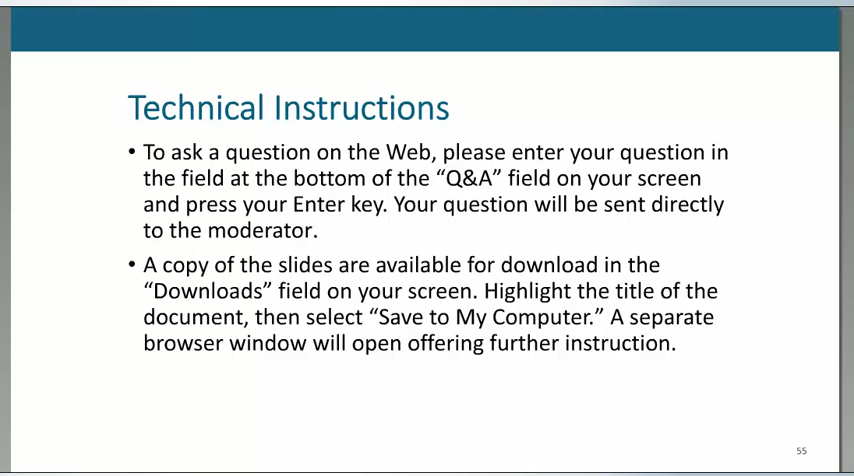 Technical Instructions
• To ask a question on the Web, please enter your question in
the field at the bottom of the “Q&A” field on your screen
and press your Enter key. Your question will be sent directly
to the moderator.
• A copy of the slides are available for download in the
“Downloads” field on your screen. Highlight the title of the
document, then select “Save to My Computer.” A separate
browser window will open offering further instruction.
55